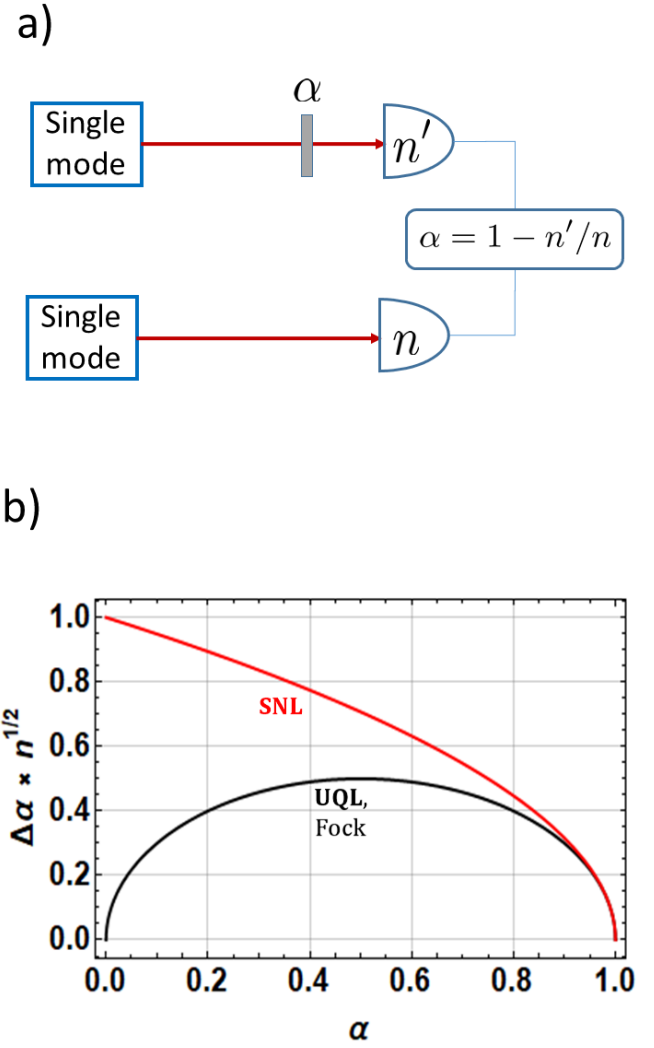 a)
α
Single
mode
n′
α = 1 − n′/n
Single
mode
n
b)
Δα × n^{1/2}
1.0
0.8
0.6
0.4
0.2
0.0
SNL
UQL,
Fock
0.0 0.2 0.4 0.6 0.8 1.0
α